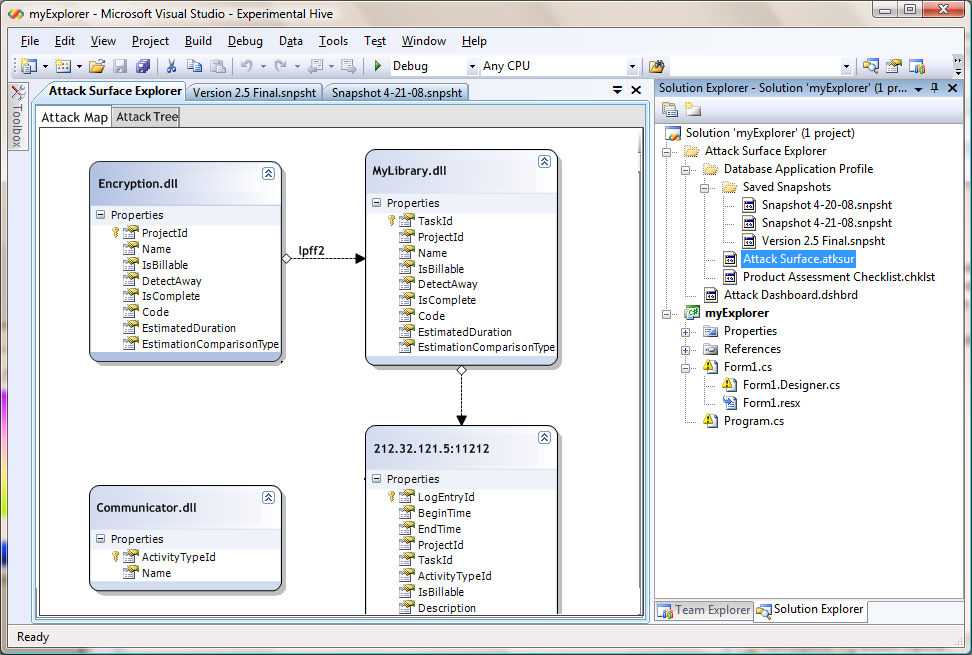 myExplorer - Microsoft Visual Studio - Experimental Hive
File Edit View Project Build Debug Data Tools Test Window Help
Debug Any CPU
Toolbox
Attack Surface Explorer Version 2.5 Final.snpsht Snapshot 4-21-08.snpsht
Attack Map Attack Tree
Encryption.dll
Properties
ProjectId
Name
IsBillable
DetectAway
IsComplete
Code
EstimatedDuration
EstimationComparisonType
lpff2
MyLibrary.dll
Properties
TaskId
ProjectId
Name
IsBillable
DetectAway
IsComplete
Code
EstimatedDuration
EstimationComparisonType
Communicator.dll
Properties
ActivityTypeId
Name
212.32.121.5:11212
Properties
LogEntryId
BeginTime
EndTime
ProjectId
TaskId
ActivityTypeId
IsBillable
Description
Solution Explorer - Solution 'myExplorer' (1 pr...
Solution 'myExplorer' (1 project)
Attack Surface Explorer
Database Application Profile
Saved Snapshots
Snapshot 4-20-08.snpsht
Snapshot 4-21-08.snpsht
Version 2.5 Final.snpsht
Attack Surface.atksur
Product Assessment Checklist.chklst
Attack Dashboard.dshbrd
myExplorer
Properties
References
Form1.cs
Form1.Designer.cs
Form1.resx
Program.cs
Team Explorer Solution Explorer
Ready